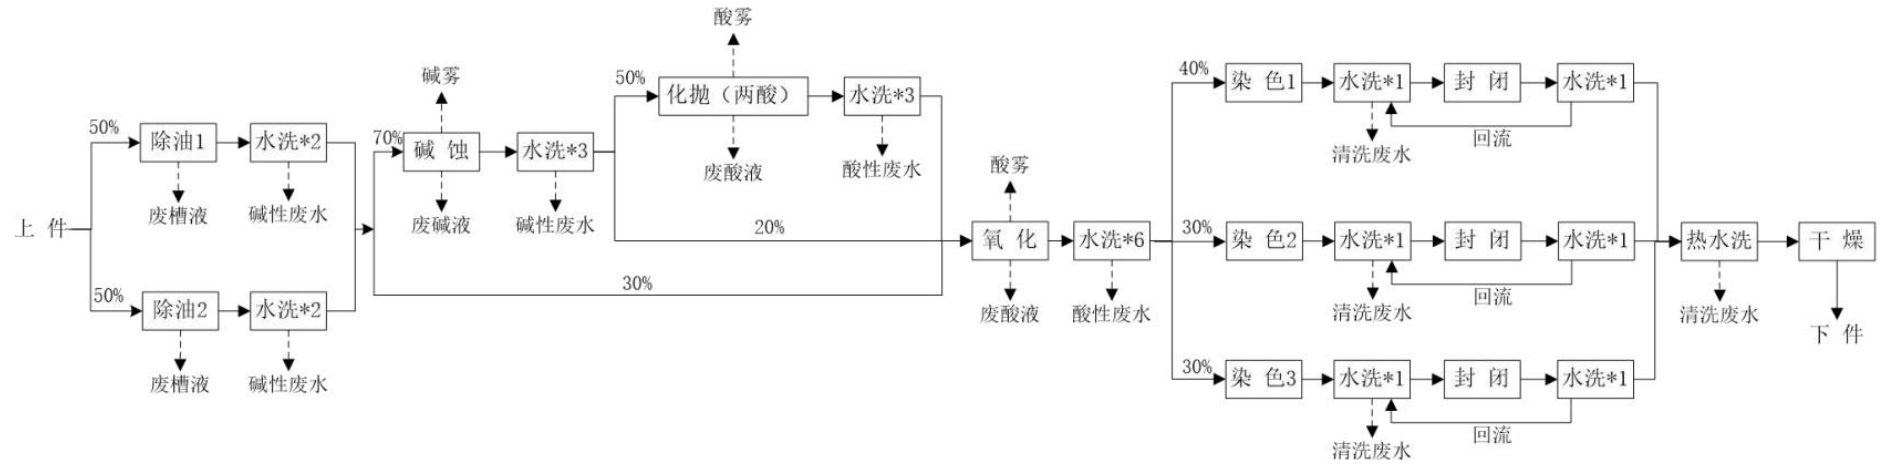 上 件
50%
除油1
水洗*2
废槽液
碱性废水
50%
除油2
水洗*2
废槽液
碱性废水
碱雾
70%
碱 蚀
水洗*3
废碱液
碱性废水
酸雾
50%
化抛（两酸）
水洗*3
废酸液
酸性废水
20%
30%
酸雾
氧 化
水洗*6
废酸液
酸性废水
40%
染 色1
水洗*1
封 闭
水洗*1
回流
清洗废水
30%
染 色2
水洗*1
封 闭
水洗*1
回流
清洗废水
30%
染 色3
水洗*1
封 闭
水洗*1
回流
清洗废水
热水洗
干 燥
清洗废水
下 件